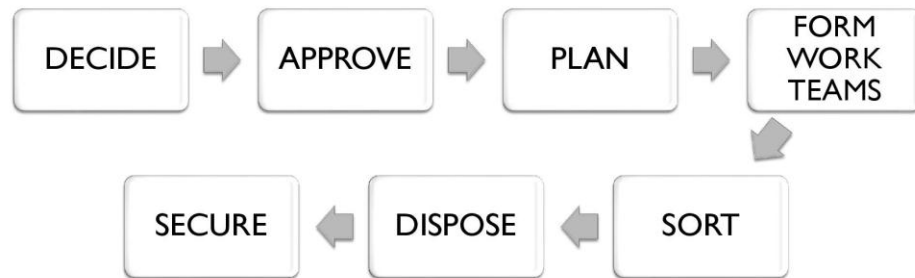 DECIDE
APPROVE
PLAN
FORM
WORK
TEAMS
SORT
DISPOSE
SECURE